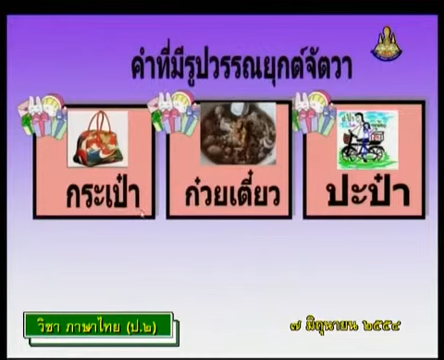 คำที่มีรูปวรรณยุกต์จัตวา
กระเป๋า
ก๋วยเตี๋ยว
ปะป๋า
วิชา ภาษาไทย (ป.๒)
๗ มิถุนายน ๒๕๕๔